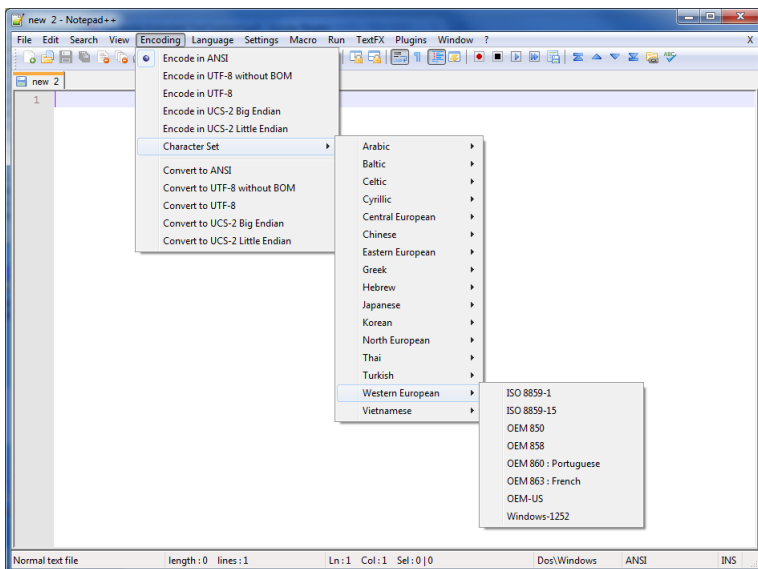 new 2 - Notepad++
File Edit Search View Encoding Language Settings Macro Run TextFX Plugins Window ? X
new 2
1
Encode in ANSI
Encode in UTF-8 without BOM
Encode in UTF-8
Encode in UCS-2 Big Endian
Encode in UCS-2 Little Endian
Character Set
Convert to ANSI
Convert to UTF-8 without BOM
Convert to UTF-8
Convert to UCS-2 Big Endian
Convert to UCS-2 Little Endian
Arabic
Baltic
Celtic
Cyrillic
Central European
Chinese
Eastern European
Greek
Hebrew
Japanese
Korean
North European
Thai
Turkish
Western European
Vietnamese
ISO 8859-1
ISO 8859-15
OEM 850
OEM 858
OEM 860 : Portuguese
OEM 863 : French
OEM-US
Windows-1252
Normal text file length : 0 lines : 1 Ln : 1 Col : 1 Sel : 0 | 0 Dos\Windows ANSI INS